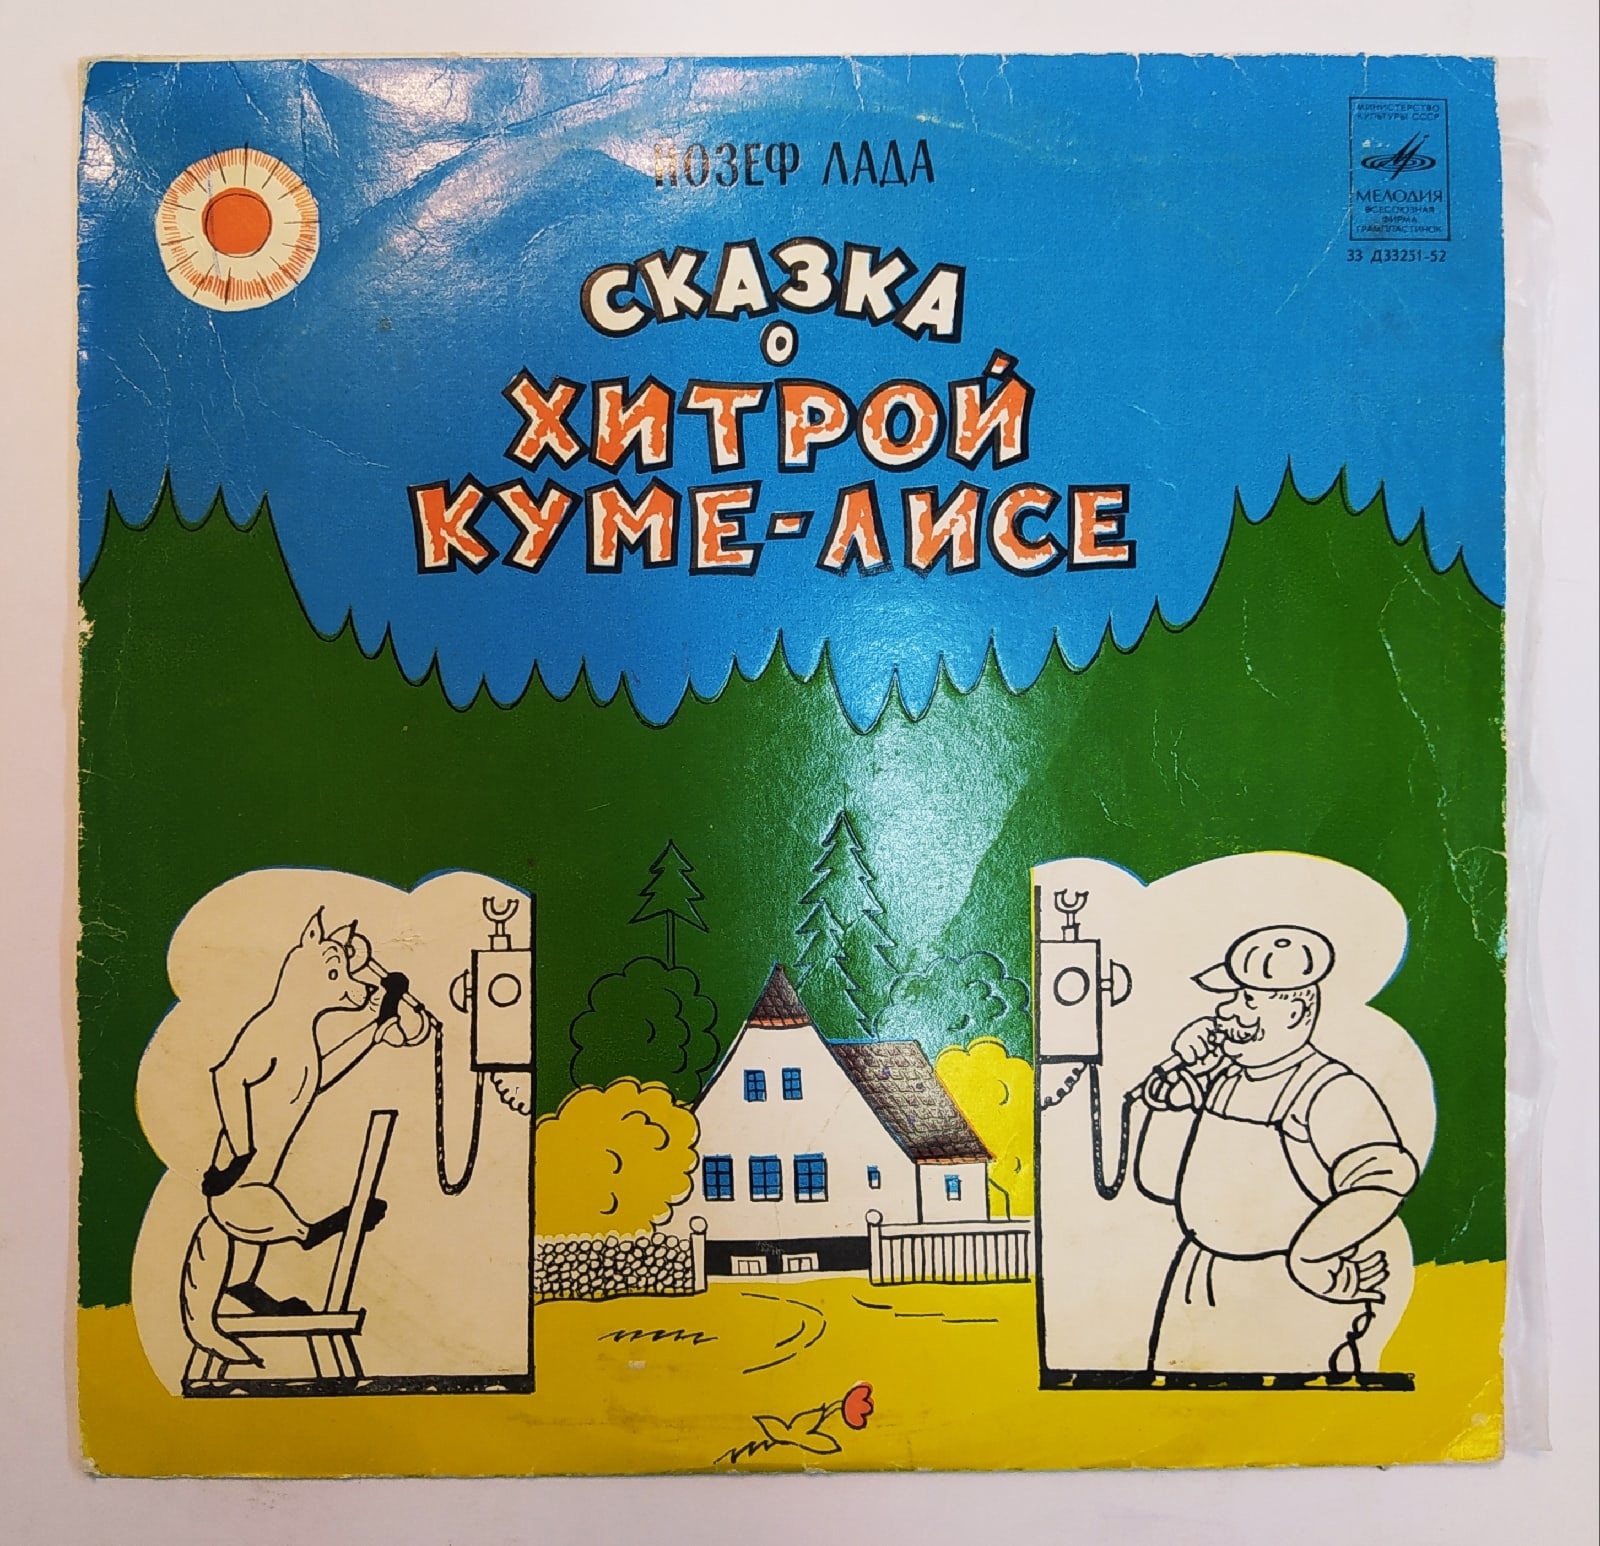 ЙОЗЕФ ЛАДА
МИНИСТЕРСТВО
КУЛЬТУРЫ СССР
МЕЛОДИЯ
ВСЕСОЮЗНАЯ
ФИРМА
ГРАМПЛАСТИНОК
33 Д33251-52
СКАЗКА
О
ХИТРОЙ
КУМЕ-ЛИСЕ